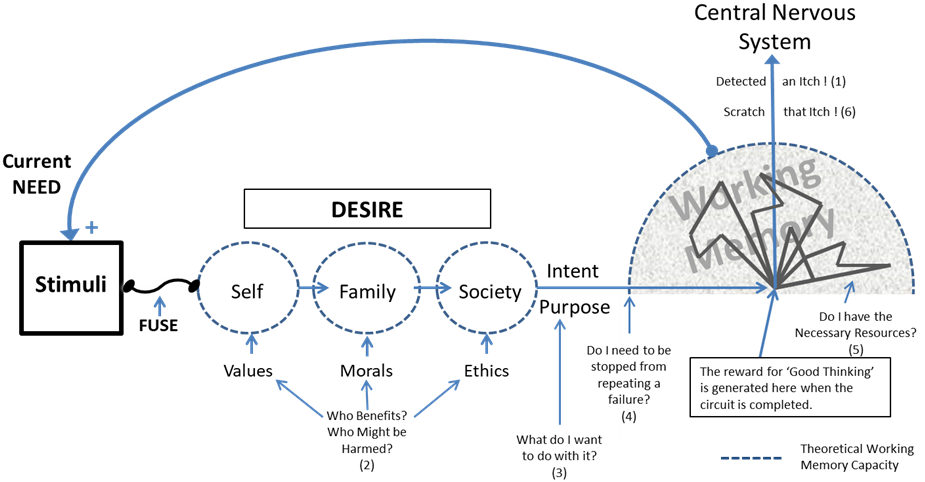 Central Nervous
System
Detected an Itch ! (1)
Scratch that Itch ! (6)
Current
NEED
+
DESIRE
Working
Memory
Stimuli
FUSE
Self
Family
Society
Intent
Purpose
Values
Morals
Ethics
Who Benefits?
Who Might be
Harmed?
(2)
What do I want
to do with it?
(3)
Do I need to be
stopped from
repeating a
failure?
(4)
Do I have the
Necessary Resources?
(5)
The reward for ‘Good Thinking’
is generated here when the
circuit is completed.
Theoretical Working
Memory Capacity